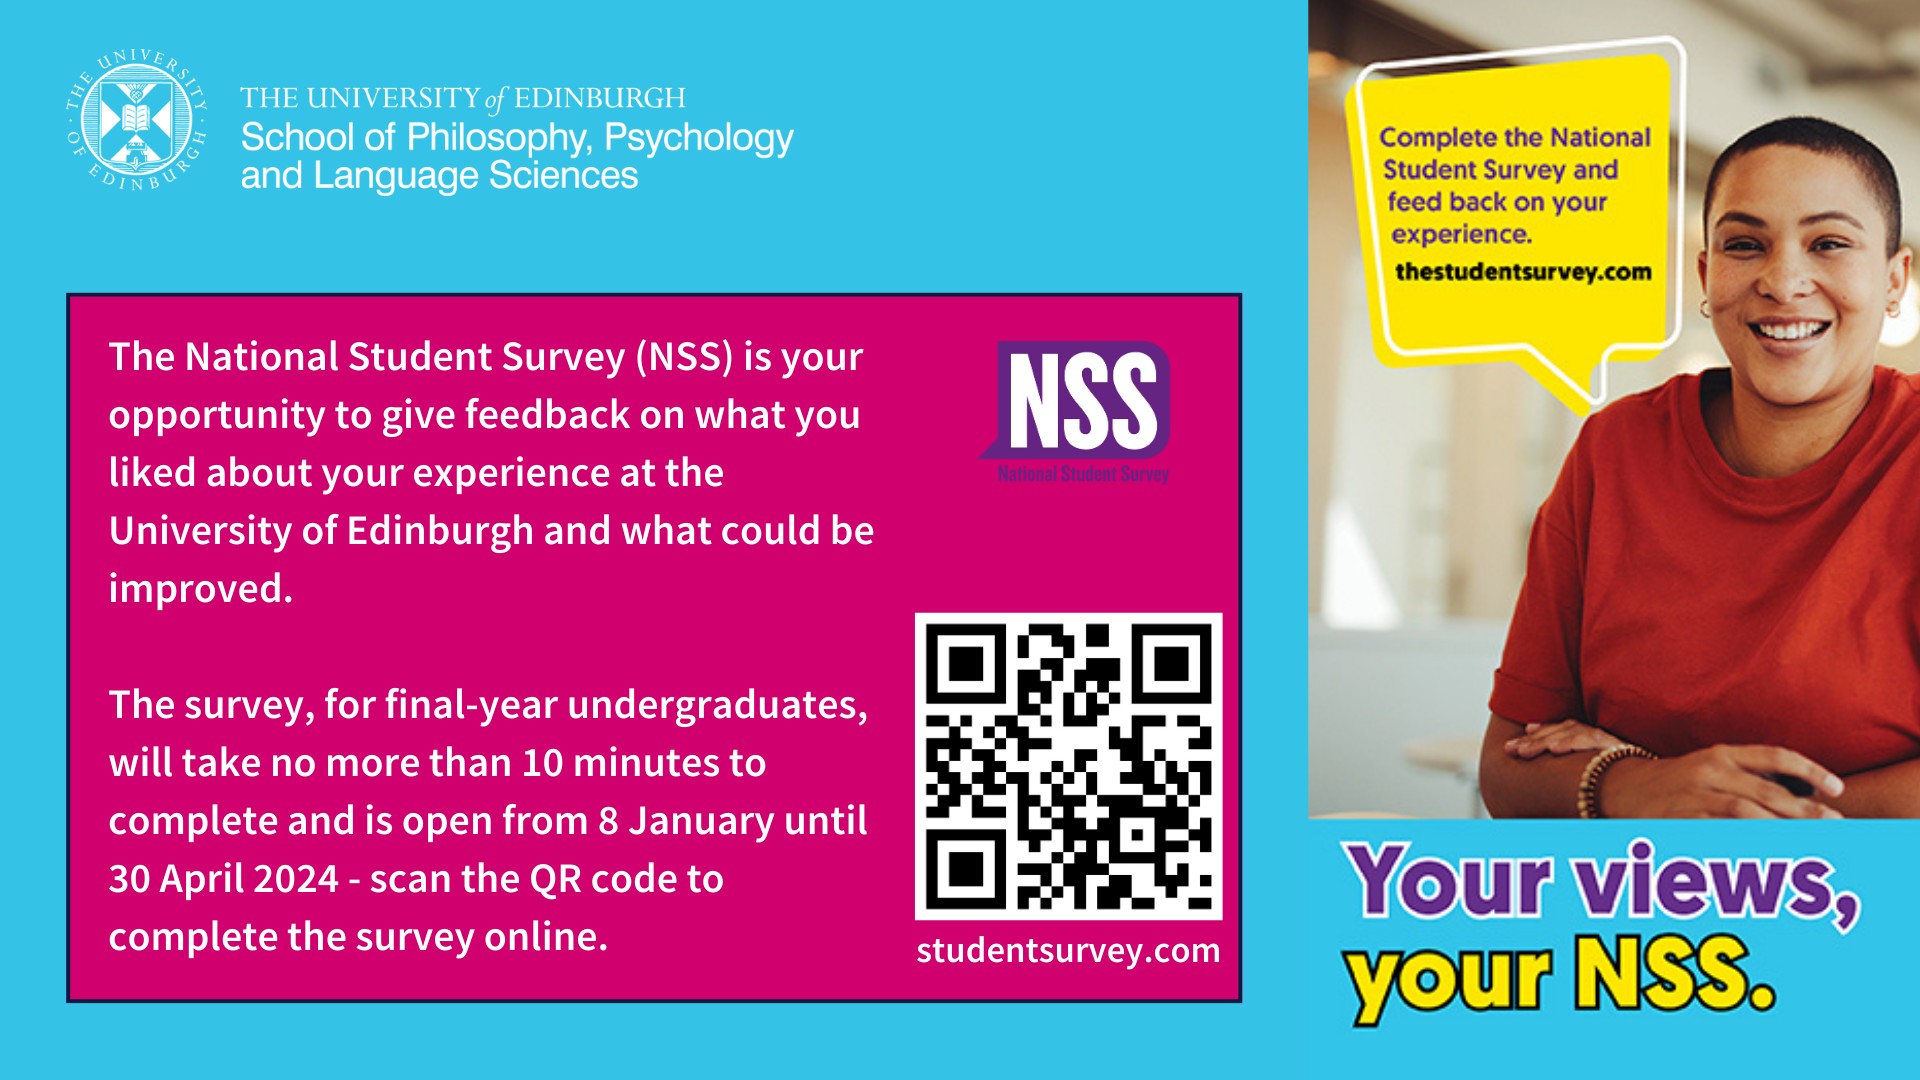 THE UNIVERSITY OF EDINBURGH
THE UNIVERSITY of EDINBURGH
School of Philosophy, Psychology
and Language Sciences
The National Student Survey (NSS) is your
opportunity to give feedback on what you
liked about your experience at the
University of Edinburgh and what could be
improved.
The survey, for final-year undergraduates,
will take no more than 10 minutes to
complete and is open from 8 January until
30 April 2024 - scan the QR code to
complete the survey online.
NSS
National Student Survey
studentsurvey.com
Complete the National
Student Survey and
feed back on your
experience.
thestudentsurvey.com
Your views,
your NSS.